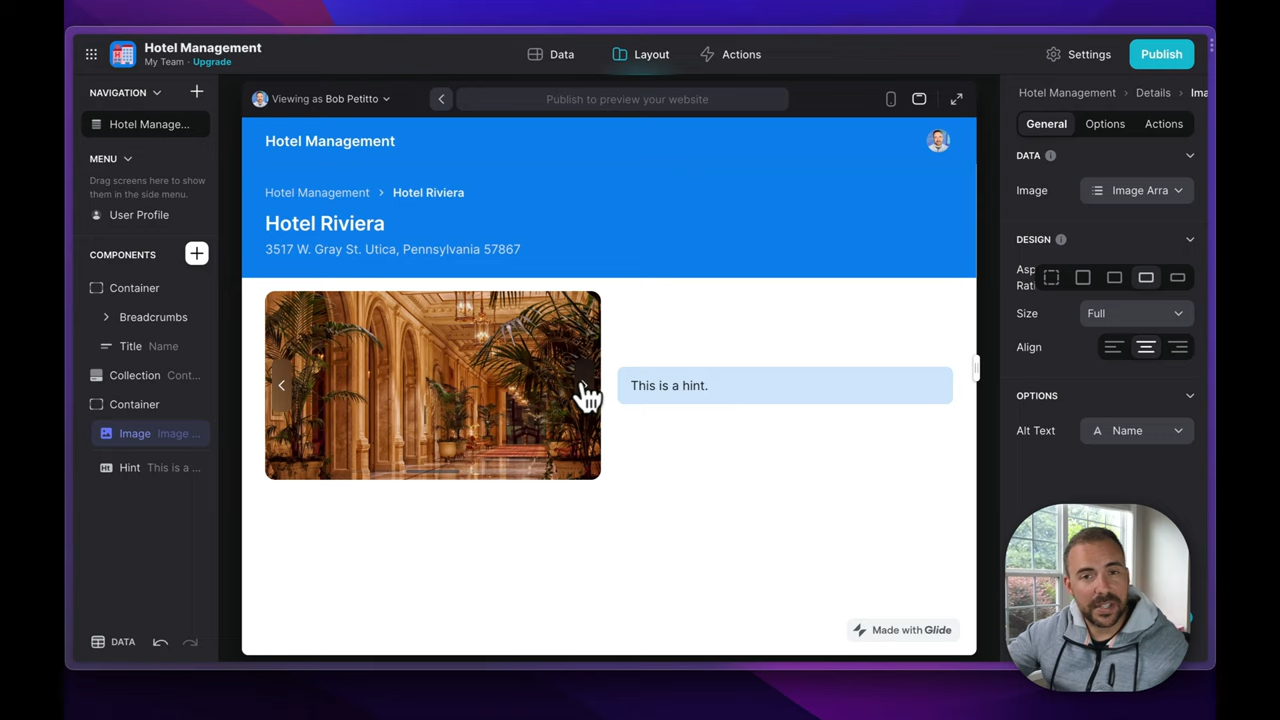 Hotel Management
My Team · Upgrade
Data
Layout
Actions
Settings
Publish
NAVIGATION
Hotel Manage...
MENU
Drag screens here to show
them in the side menu.
User Profile
COMPONENTS
Container
Breadcrumbs
Title Name
Collection Cont...
Container
Image Image ...
Hint This is a ...
DATA
Viewing as Bob Petitto
Publish to preview your website
Hotel Management
Hotel Management > Hotel Riviera
Hotel Riviera
3517 W. Gray St. Utica, Pennsylvania 57867
This is a hint.
Made with Glide
Hotel Management > Details > Ima
General
Options
Actions
DATA
Image
Image Arra
DESIGN
Asp
Rati
Size
Full
Align
OPTIONS
Alt Text
A Name